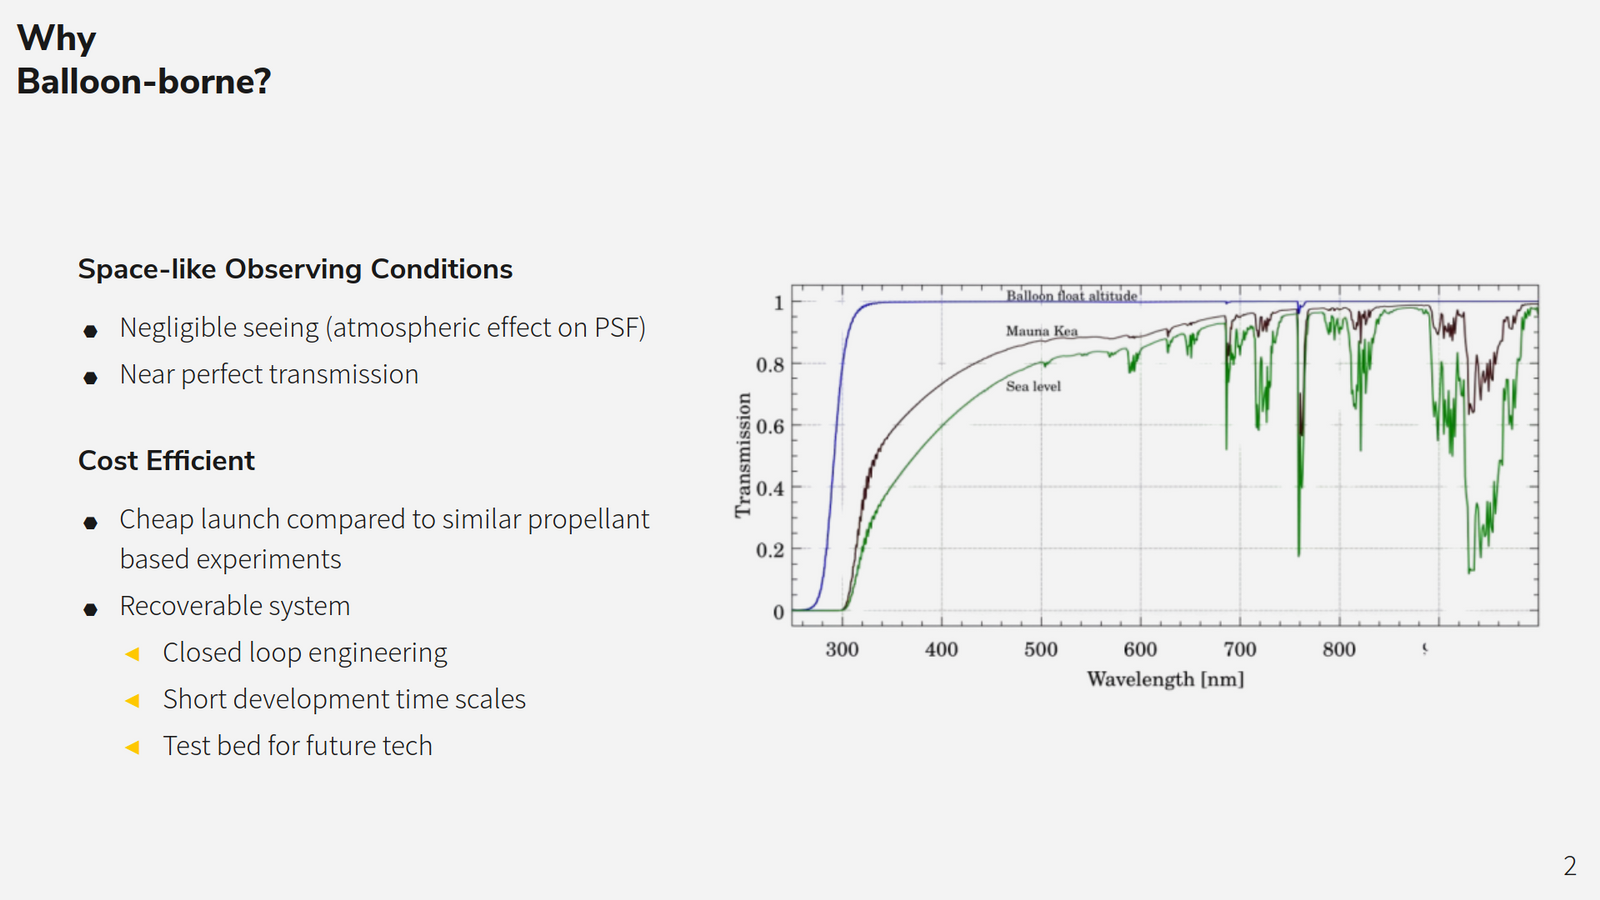 Why
Balloon-borne?
Space-like Observing Conditions
Negligible seeing (atmospheric effect on PSF)
Near perfect transmission
Cost Efficient
Cheap launch compared to similar propellant
based experiments
Recoverable system
Closed loop engineering
Short development time scales
Test bed for future tech
Balloon float altitude
Mauna Kea
Sea level
Transmission
1
0.8
0.6
0.4
0.2
0
300 400 500 600 700 800
Wavelength [nm]
2